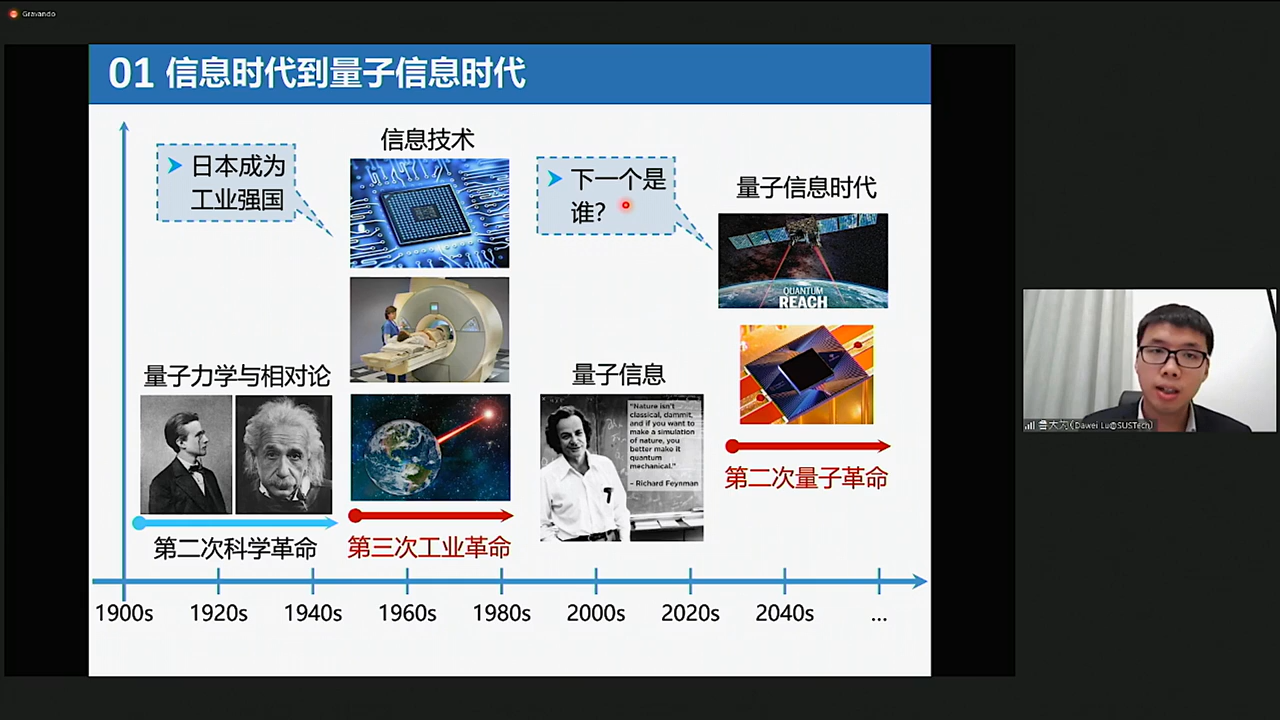 Gravando
01 信息时代到量子信息时代
日本成为
工业强国
信息技术
下一个是
谁?
量子信息时代
QUANTUM
REACH
量子力学与相对论
量子信息
"Nature isn't
classical, dammit,
and if you want to
make a simulation
of nature, you
better make it
quantum
mechanical."
- Richard Feynman
第二次科学革命
第三次工业革命
第二次量子革命
1900s
1920s
1940s
1960s
1980s
2000s
2020s
2040s
...
鲁大为(Dawei Lu@SUSTech)